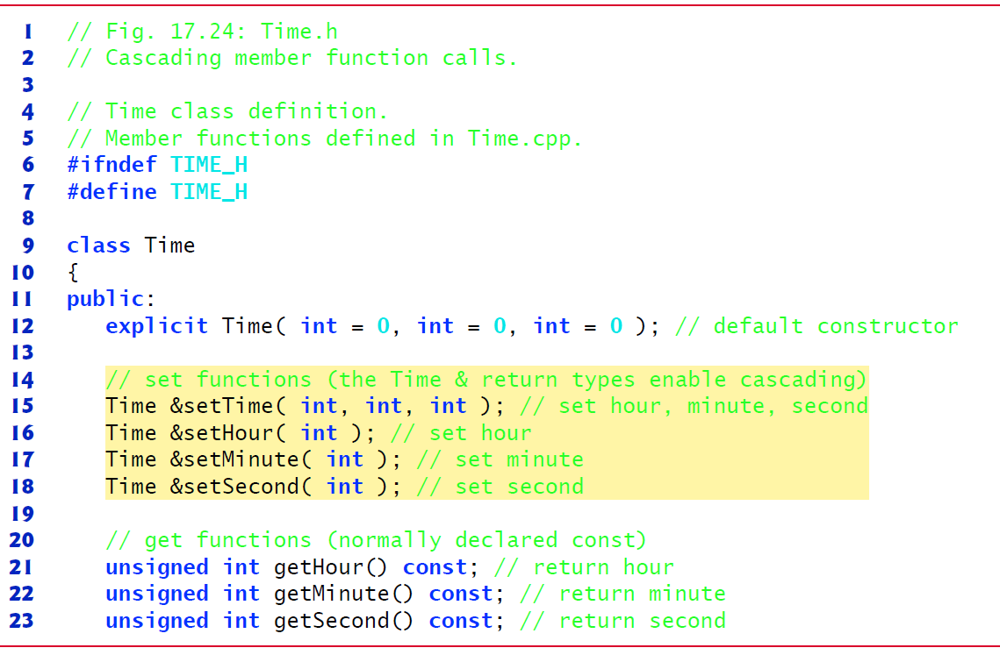 1 // Fig. 17.24: Time.h
2 // Cascading member function calls.
3
4 // Time class definition.
5 // Member functions defined in Time.cpp.
6 #ifndef TIME_H
7 #define TIME_H
8
9 class Time
10 {
11 public:
12 explicit Time( int = 0, int = 0, int = 0 ); // default constructor
13
14 // set functions (the Time & return types enable cascading)
15 Time &setTime( int, int, int ); // set hour, minute, second
16 Time &setHour( int ); // set hour
17 Time &setMinute( int ); // set minute
18 Time &setSecond( int ); // set second
19
20 // get functions (normally declared const)
21 unsigned int getHour() const; // return hour
22 unsigned int getMinute() const; // return minute
23 unsigned int getSecond() const; // return second